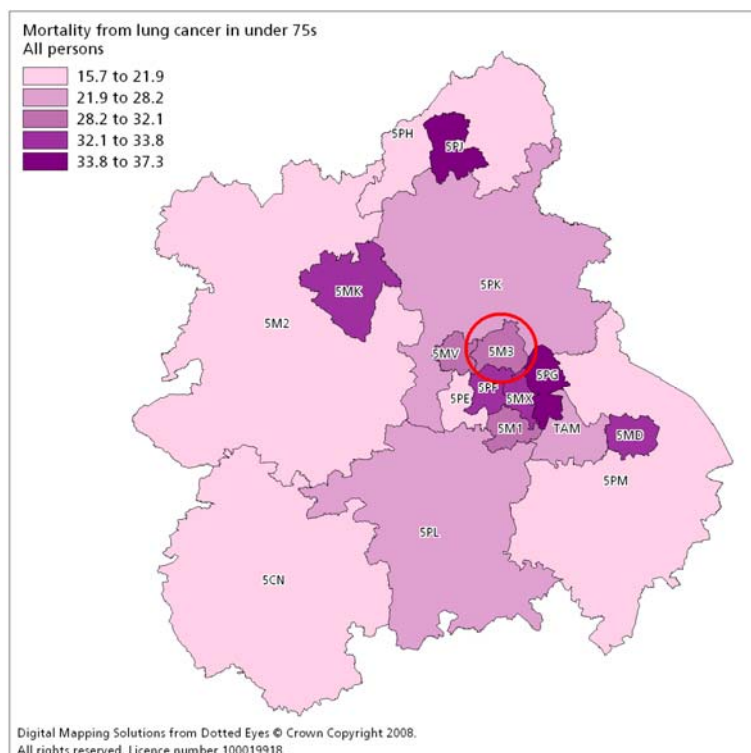 Mortality from lung cancer in under 75s
All persons
15.7 to 21.9
21.9 to 28.2
28.2 to 32.1
32.1 to 33.8
33.8 to 37.3
5PH
5PJ
5MK
5PK
5M2
5MV
5M3
5PG
5PE
5PF
5MX
5M1
TAM
5MD
5PM
5PL
5CN
Digital Mapping Solutions from Dotted Eyes © Crown Copyright 2008.
All rights reserved. Licence number 100019918